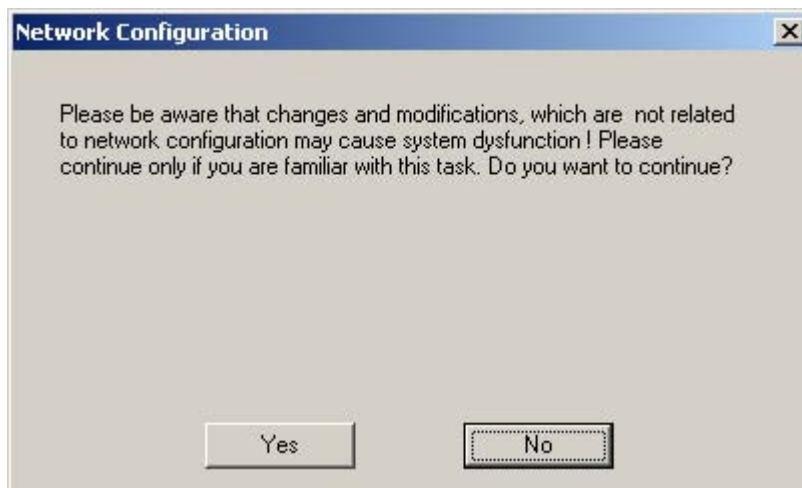 Network Configuration
Please be aware that changes and modifications, which are  not related
to network configuration may cause system dysfunction ! Please
continue only if you are familiar with this task. Do you want to continue?
Yes
No